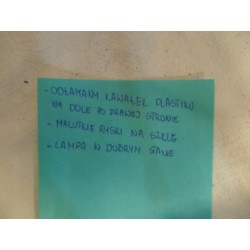 - ODŁAMANY KAWAŁEK PLASTIKU
NA DOLE PO PRAWEJ STRONIE
- MALUTKIE RYSKI NA SZKLE
- LAMPA W DOBRYM STANIE